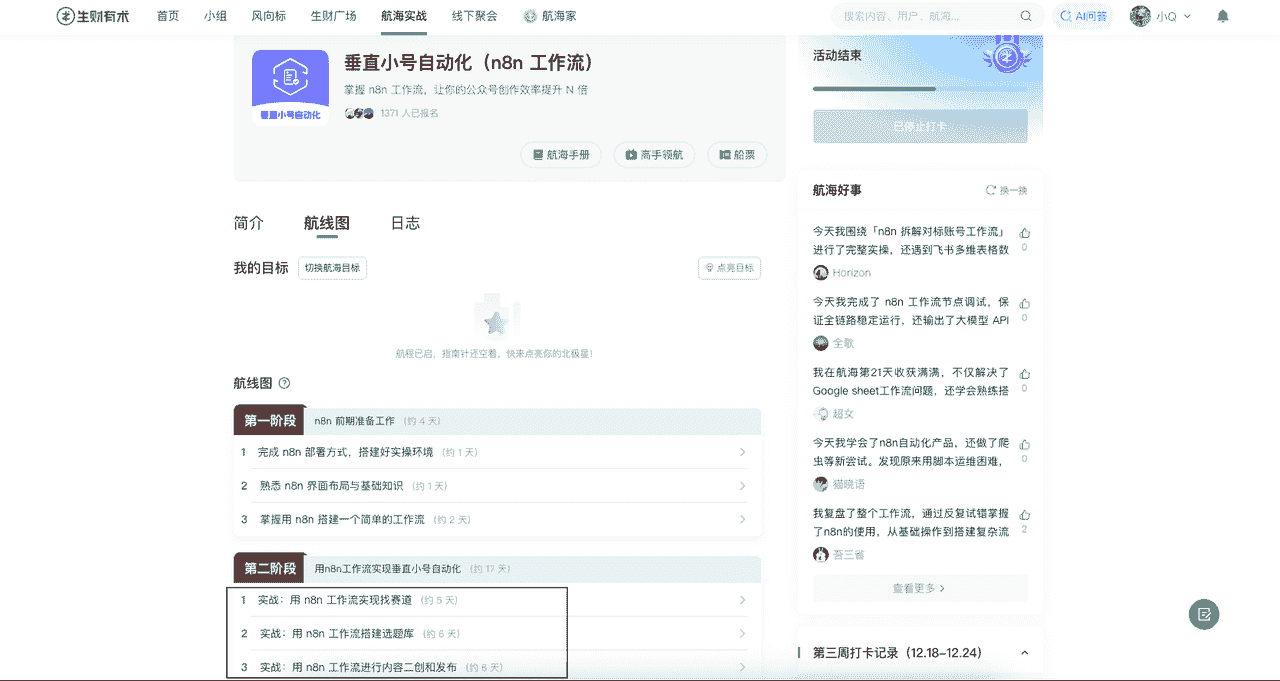 生财有术 首页 小组 风向标 生财广场 航海实战 线下聚会 航海家 搜索内容、用户、航海... AI问答 小Q
垂直小号自动化（n8n 工作流）
掌握 n8n 工作流，让你的公众号创作效率提升 N 倍
垂直小号自动化
1371 人已报名
航海手册 高手领航 船票
简介 航线图 日志
我的目标 切换航海目标 点亮目标
航程已启，指南针还空着，快来点亮你的北极星！
航线图
第一阶段 n8n 前期准备工作 (约 4 天)
1 完成 n8n 部署方式，搭建好实操环境 (约 1 天)
2 熟悉 n8n 界面布局与基础知识 (约 1 天)
3 掌握用 n8n 搭建一个简单的工作流 (约 2 天)
第二阶段 用n8n工作流实现垂直小号自动化 (约 17 天)
1 实战：用 n8n 工作流实现找赛道 (约 5 天)
2 实战：用 n8n 工作流搭建选题库 (约 6 天)
3 实战：用 n8n 工作流进行内容二创和发布 (约 6 天)
活动结束
已停止打卡
航海好事 换一换
今天我围绕「n8n 拆解对标账号工作流」
进行了完整实操，还遇到飞书多维表格数
0
Horizon
今天我完成了 n8n 工作流节点调试，保
证全链路稳定运行，还输出了大模型 API
0
全歌
我在航海第21天收获满满，不仅解决了
Google sheet工作流问题，还学会熟练搭
0
超女
今天我学会了n8n自动化产品，还做了爬
虫等新尝试。发现原来用脚本运维困难，
0
猫晓语
我复盘了整个工作流，通过反复试错掌握
了n8n的使用，从基础操作到搭建复杂流
2
吾三省
查看更多
第三周打卡记录（12.18-12.24）